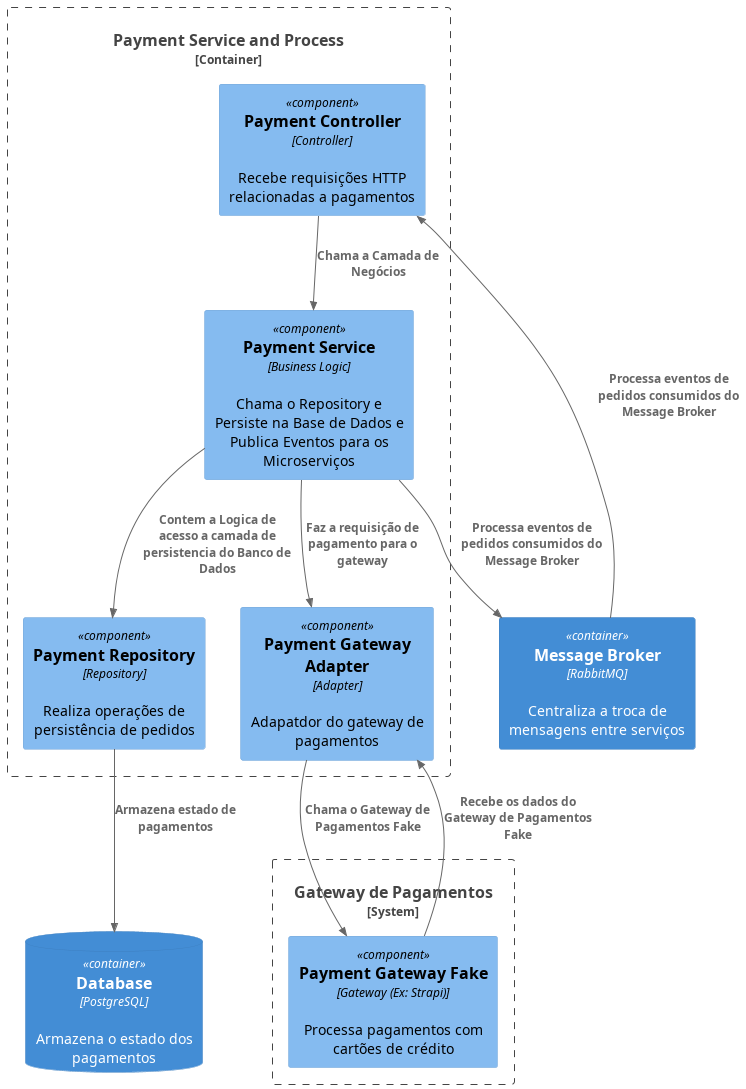 Payment Service and Process
[Container]
«component»
Payment Controller
[Controller]
Recebe requisições HTTP
relacionadas a pagamentos
Chama a Camada de
Negócios
«component»
Payment Service
[Business Logic]
Chama o Repository e
Persiste na Base de Dados e
Publica Eventos para os
Microserviços
Processa eventos de
pedidos consumidos do
Message Broker
Contem a Logica de
acesso a camada de
persistencia do Banco de
Dados
Faz a requisição de
pagamento para o
gateway
Processa eventos de
pedidos consumidos do
Message Broker
«component»
Payment Repository
[Repository]
Realiza operações de
persistência de pedidos
«component»
Payment Gateway
Adapter
[Adapter]
Adapatdor do gateway de
pagamentos
«container»
Message Broker
[RabbitMQ]
Centraliza a troca de
mensagens entre serviços
Armazena estado de
pagamentos
Chama o Gateway de
Pagamentos Fake
Recebe os dados do
Gateway de Pagamentos
Fake
Gateway de Pagamentos
[System]
«container»
Database
[PostgreSQL]
Armazena o estado dos
pagamentos
«component»
Payment Gateway Fake
[Gateway (Ex: Strapi)]
Processa pagamentos com
cartões de crédito